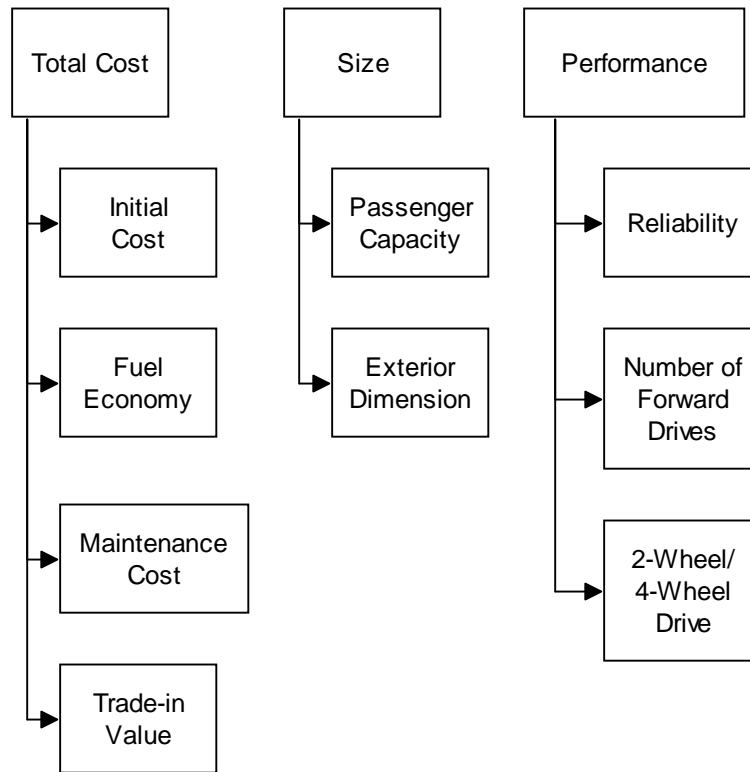 Total Cost
Initial
Cost
Fuel
Economy
Maintenance
Cost
Trade-in
Value
Size
Passenger
Capacity
Exterior
Dimension
Performance
Reliability
Number of
Forward
Drives
2-Wheel/
4-Wheel
Drive